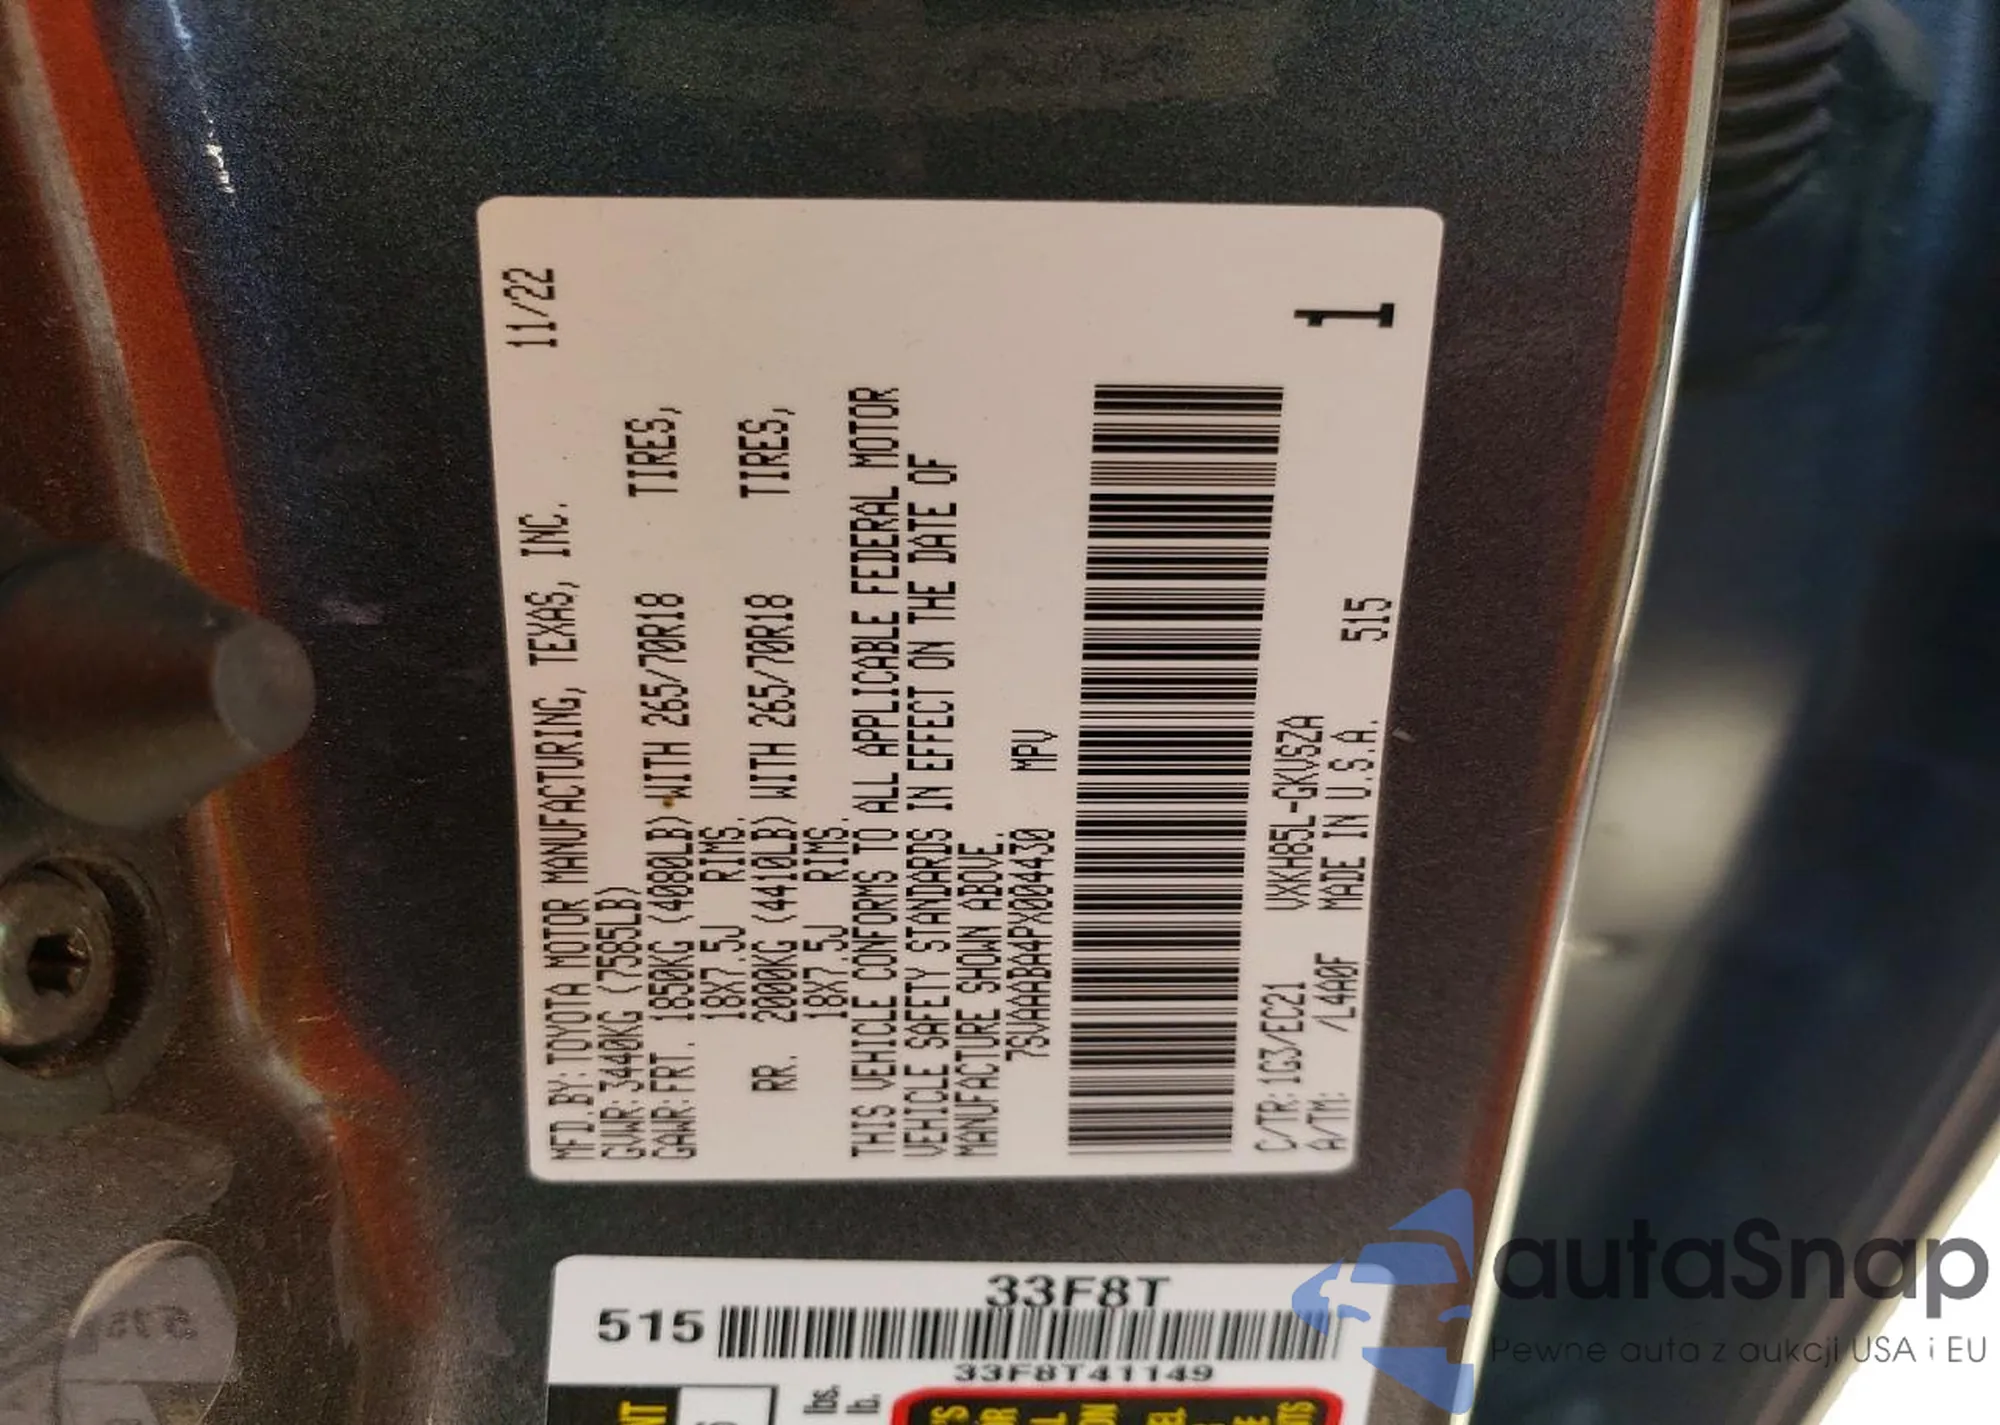 11/22
MFD.BY:TOYOTA MOTOR MANUFACTURING, TEXAS, INC.
GVWR:3440KG (7585LB)
GAWR:FRT. 1850KG (4080LB) WITH 265/70R18 TIRES,
18X7.5J RIMS,
RR. 2000KG (4410LB) WITH 265/70R18 TIRES,
18X7.5J RIMS,
THIS VEHICLE CONFORMS TO ALL APPLICABLE FEDERAL MOTOR
VEHICLE SAFETY STANDARDS IN EFFECT ON THE DATE OF
MANUFACTURE SHOWN ABOVE.
7SVAAABA4PX004430 MPV
C/TR:1G3/EC21 VXKH85L-GKVSZA
A/TM: /L4A0F MADE IN U.S.A. 515
1
33F8T
515
33F8T41149
lbs.
lb.
autaSnap
Pewne auta z aukcji USA i EU